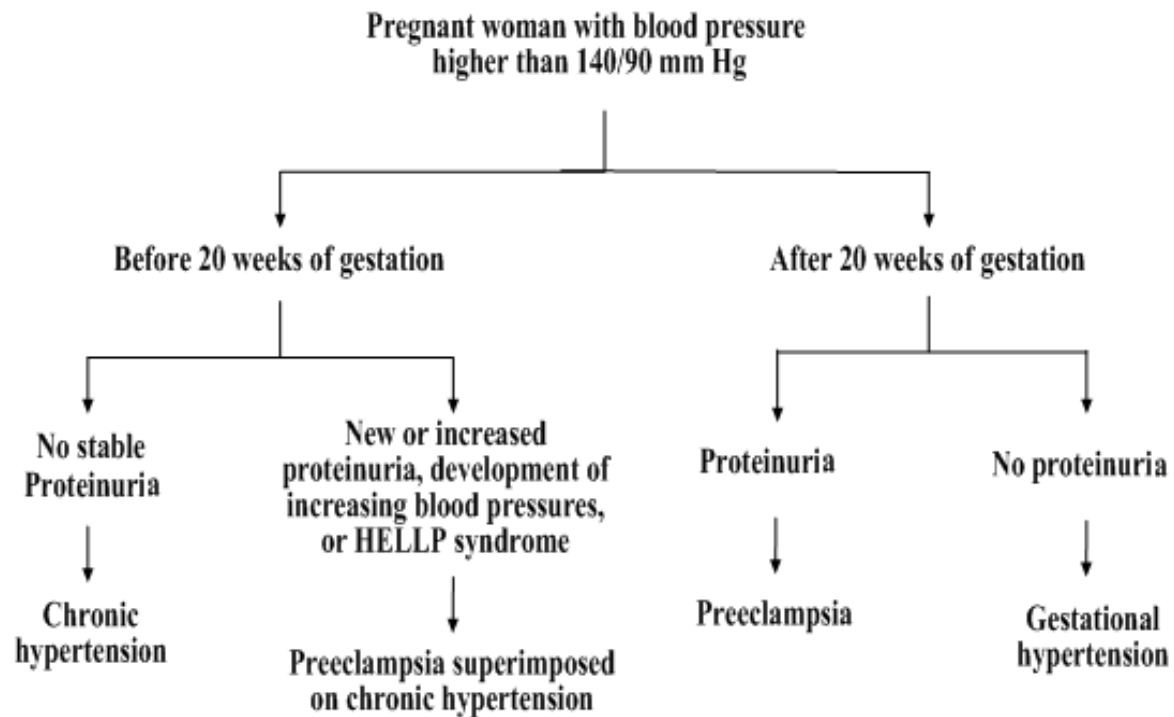 Pregnant woman with blood pressure
higher than 140/90 mm Hg
Before 20 weeks of gestation
After 20 weeks of gestation
No stable
Proteinuria
New or increased
proteinuria, development of
increasing blood pressures,
or HELLP syndrome
Proteinuria
No proteinuria
Chronic
hypertension
Preeclampsia superimposed
on chronic hypertension
Preeclampsia
Gestational
hypertension